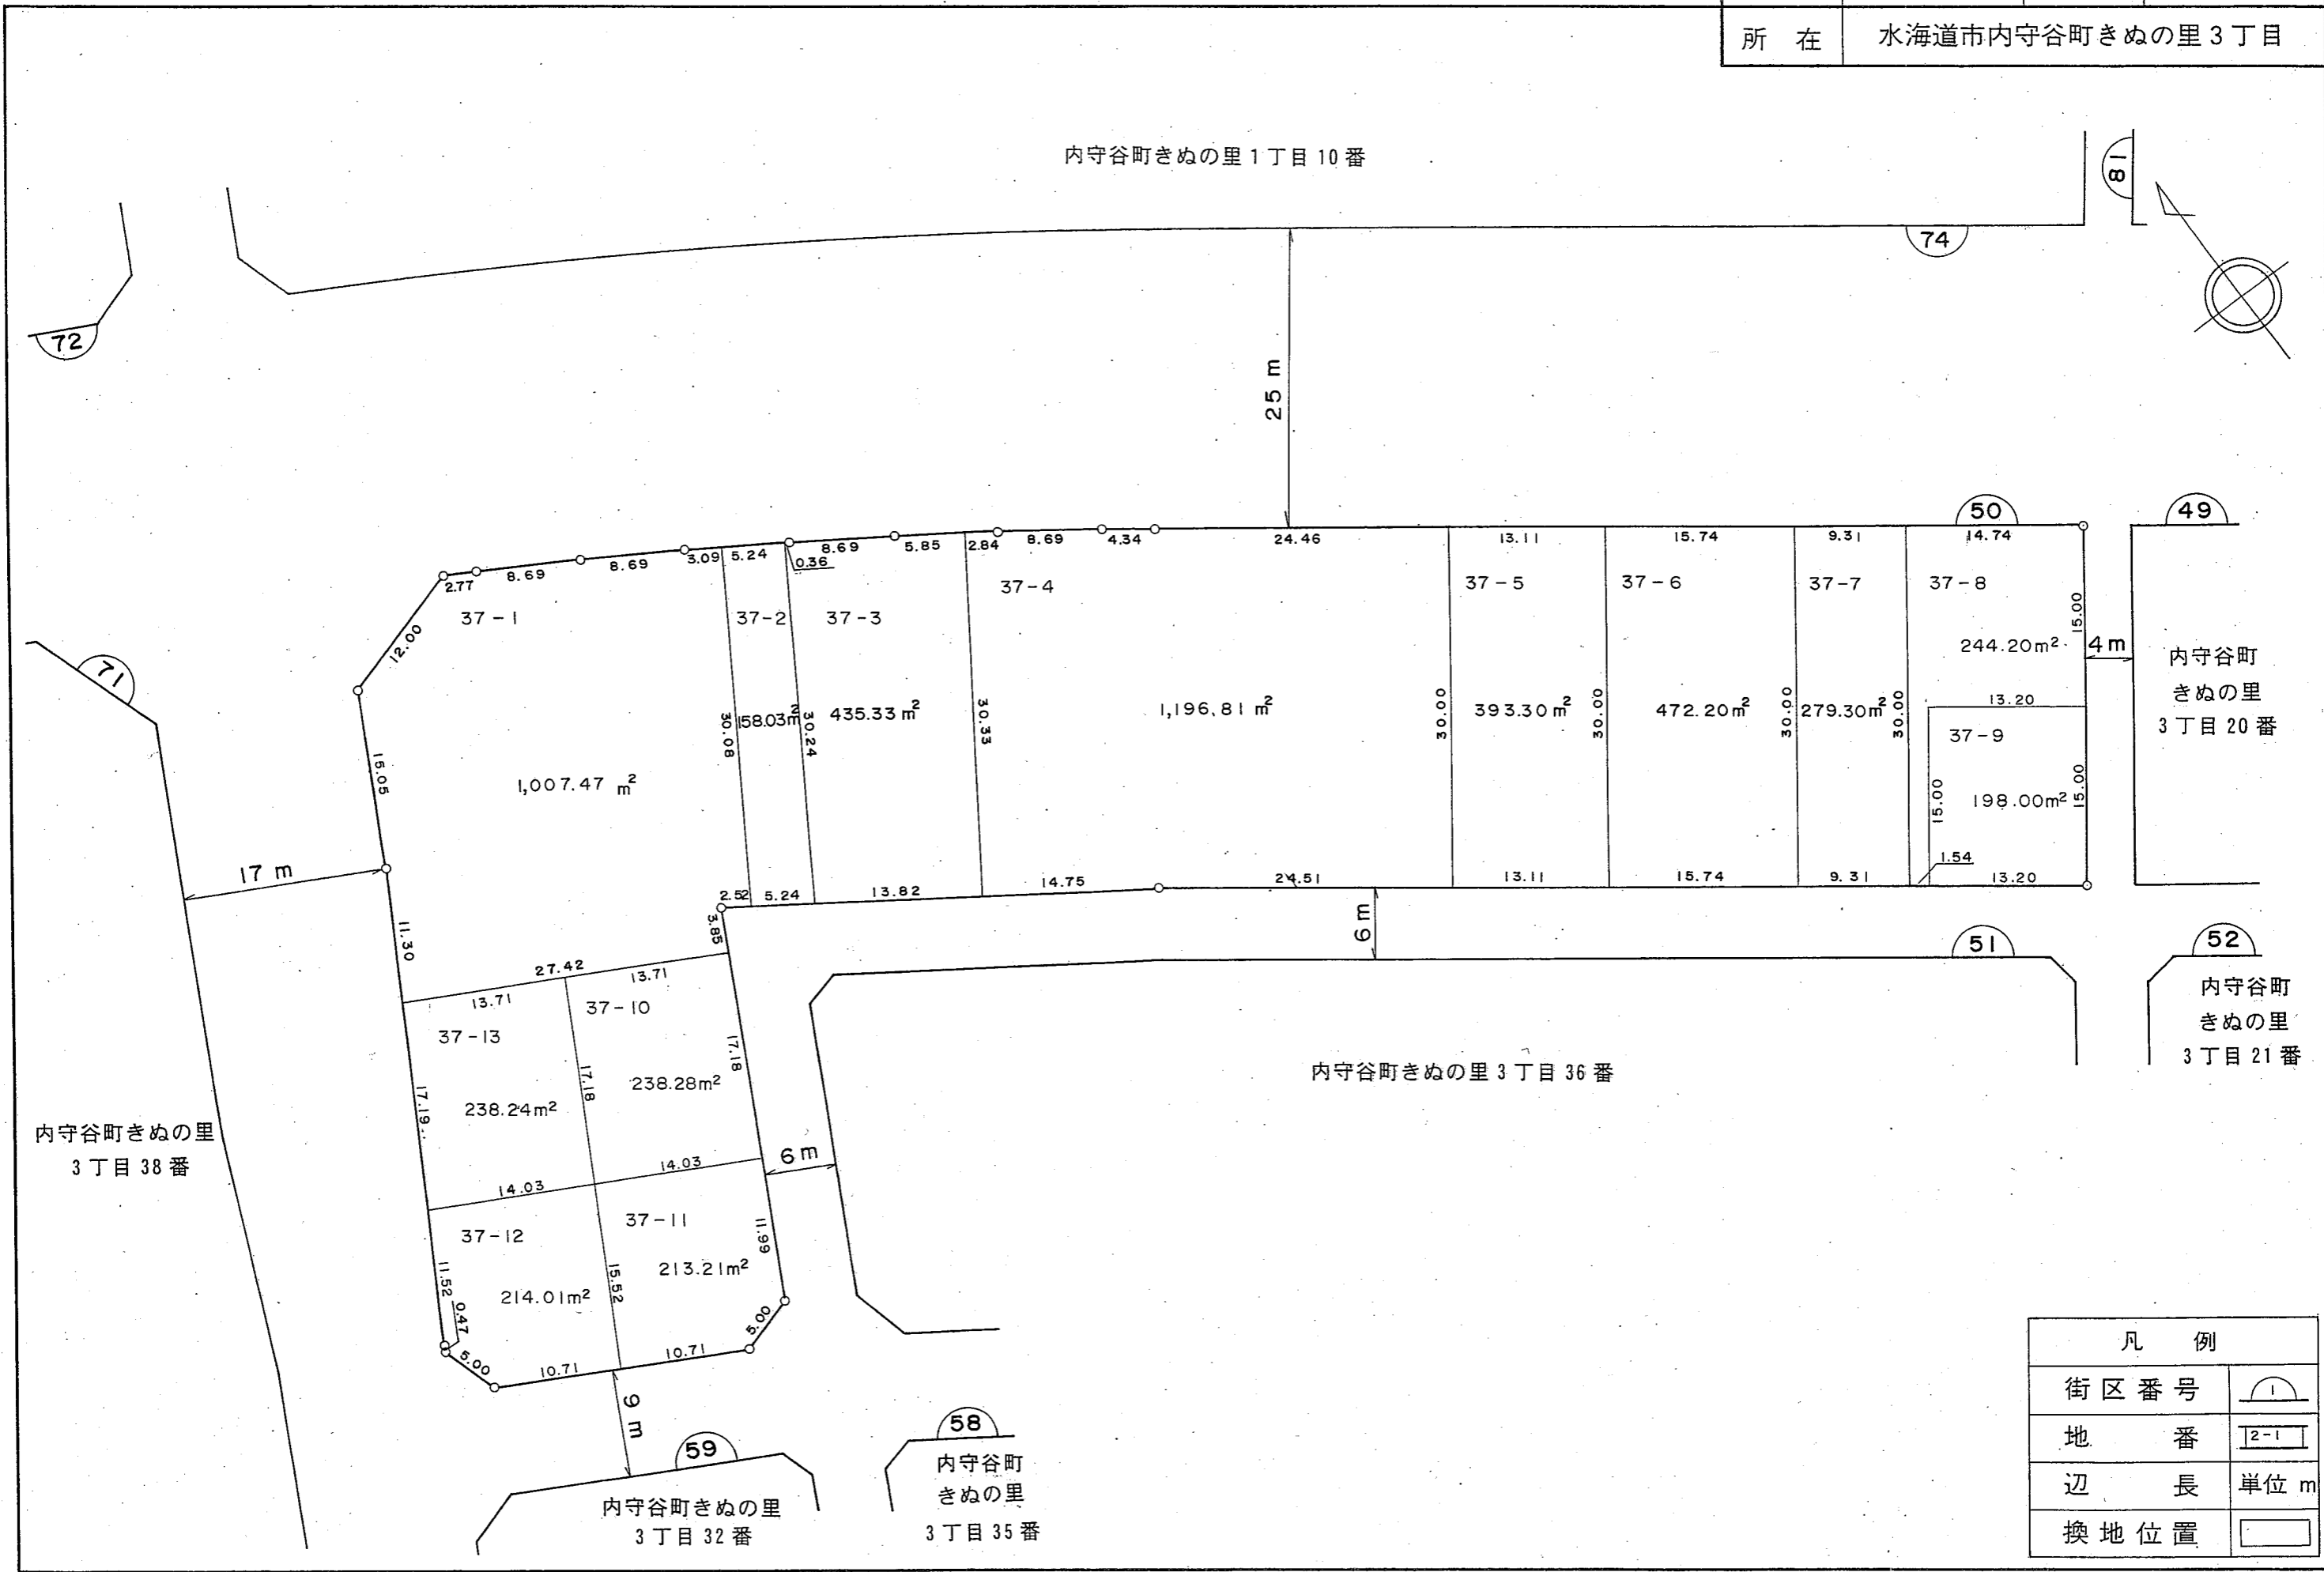 所在 水海道市内守谷町きぬの里3丁目
内守谷町きぬの里1丁目10番
81
74
72
25 m
50
49
2.77
8.69
8.69
3.09
5.24
0.36
8.69
5.85
2.84
8.69
4.34
24.46
13.11
15.74
9.31
14.74
37-1
37-2
37-3
37-4
37-5
37-6
37-7
37-8
12.00
15.00
71
244.20m²
4m
内守谷町
きぬの里
3丁目20番
15.05
1,007.47 m²
30.08
158.03m²
30.24
435.33m²
30.33
1,196.81 m²
30.00
393.30m²
30.00
472.20m²
30.00
279.30m²
30.00
13.20
37-9
15.00
198.00m²
15.00
1.54
17 m
2.52
5.24
13.82
14.75
24.51
13.11
15.74
9.31
13.20
3.85
11.30
6 m
51
52
内守谷町
きぬの里
3丁目21番
27.42
13.71
13.71
37-13
37-10
17.18
17.18
238.28m²
17.19
238.24m²
内守谷町きぬの里3丁目36番
内守谷町きぬの里
3丁目38番
14.03
14.03
6 m
37-12
37-11
11.99
213.21m²
11.52
15.52
214.01m²
0.47
5.00
5.00
10.71
10.71
9 m
59
58
内守谷町きぬの里
3丁目32番
内守谷町
きぬの里
3丁目35番
凡例
街区番号 1
地番 2-1
辺長 単位 m
換地位置